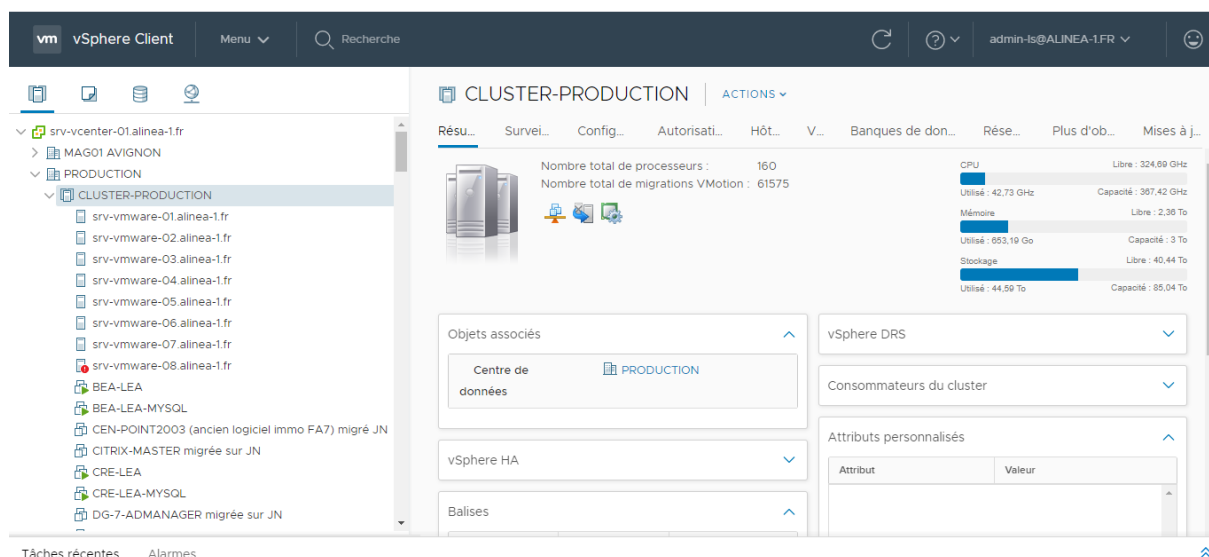 vm vSphere Client Menu Recherche admin-ls@ALINEA-1.FR
srv-vcenter-01.alinea-1.fr
MAG01 AVIGNON
PRODUCTION
CLUSTER-PRODUCTION
srv-vmware-01.alinea-1.fr
srv-vmware-02.alinea-1.fr
srv-vmware-03.alinea-1.fr
srv-vmware-04.alinea-1.fr
srv-vmware-05.alinea-1.fr
srv-vmware-06.alinea-1.fr
srv-vmware-07.alinea-1.fr
srv-vmware-08.alinea-1.fr
BEA-LEA
BEA-LEA-MYSQL
CEN-POINT2003 (ancien logiciel immo FA7) migré JN
CITRIX-MASTER migrée sur JN
CRE-LEA
CRE-LEA-MYSQL
DG-7-ADMANAGER migrée sur JN
CLUSTER-PRODUCTION ACTIONS
Résu... Survei... Config... Autorisati... Hôt... V... Banques de don... Rése... Plus d'ob... Mises à j...
Nombre total de processeurs : 160
Nombre total de migrations VMotion : 61575
CPU Libre : 324,69 GHz
Utilisé : 42,73 GHz Capacité : 367,42 GHz
Mémoire Libre : 2,36 To
Utilisé : 653,19 Go Capacité : 3 To
Stockage Libre : 40,44 To
Utilisé : 44,59 To Capacité : 85,04 To
Objets associés
Centre de données PRODUCTION
vSphere HA
Balises
vSphere DRS
Consommateurs du cluster
Attributs personnalisés
Attribut Valeur
Tâches récentes Alarmes